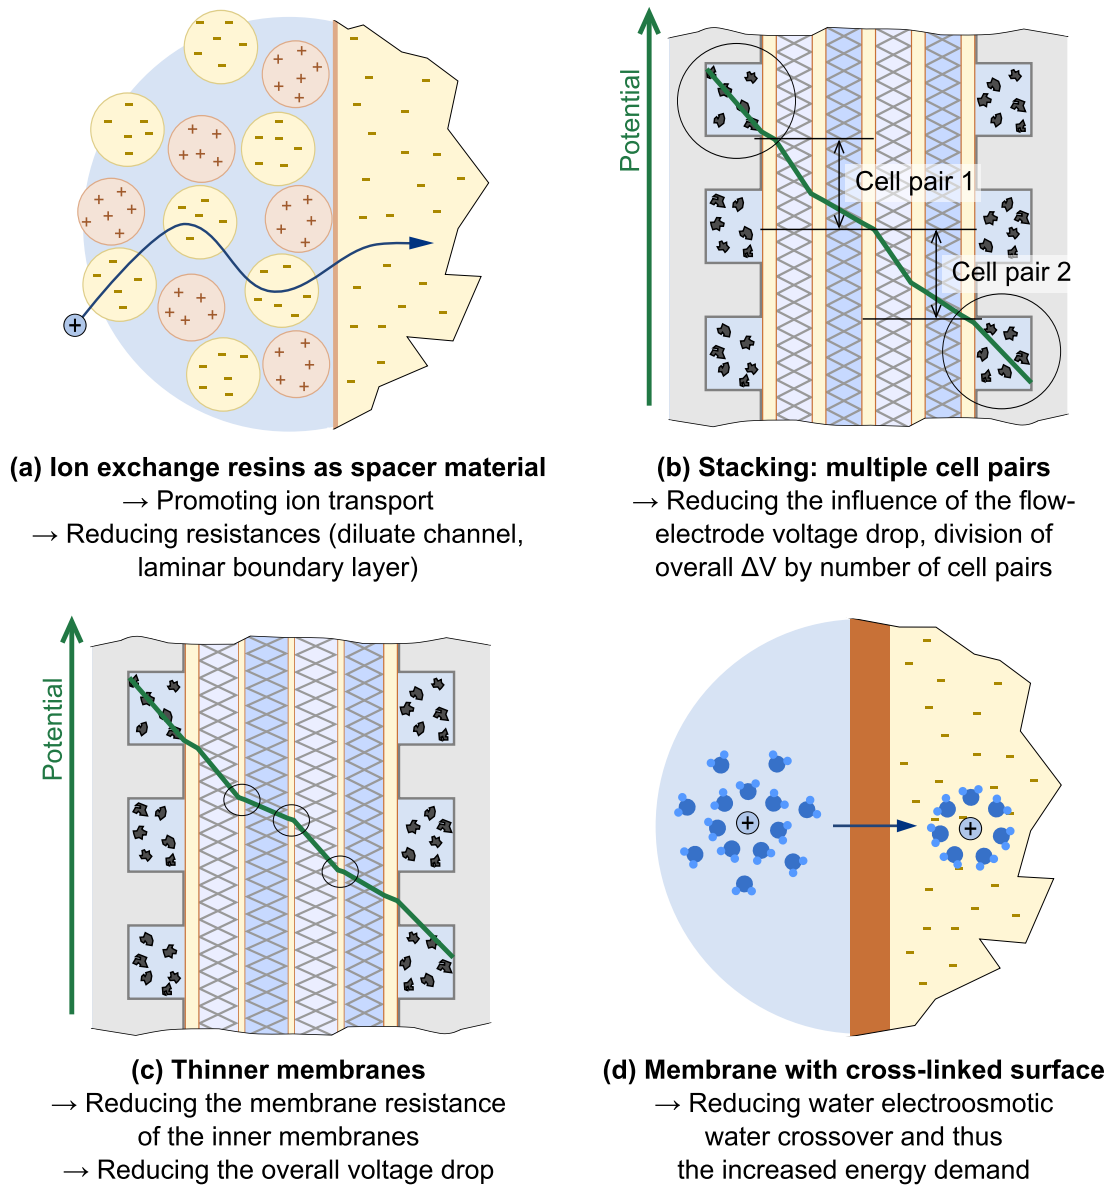 Potential
Cell pair 1
Cell pair 2
(a) Ion exchange resins as spacer material
→ Promoting ion transport
→ Reducing resistances (diluate channel,
laminar boundary layer)
(b) Stacking: multiple cell pairs
→ Reducing the influence of the flow-
electrode voltage drop, division of
overall ΔV by number of cell pairs
Potential
(c) Thinner membranes
→ Reducing the membrane resistance
of the inner membranes
→ Reducing the overall voltage drop
(d) Membrane with cross-linked surface
→ Reducing water electroosmotic
water crossover and thus
the increased energy demand